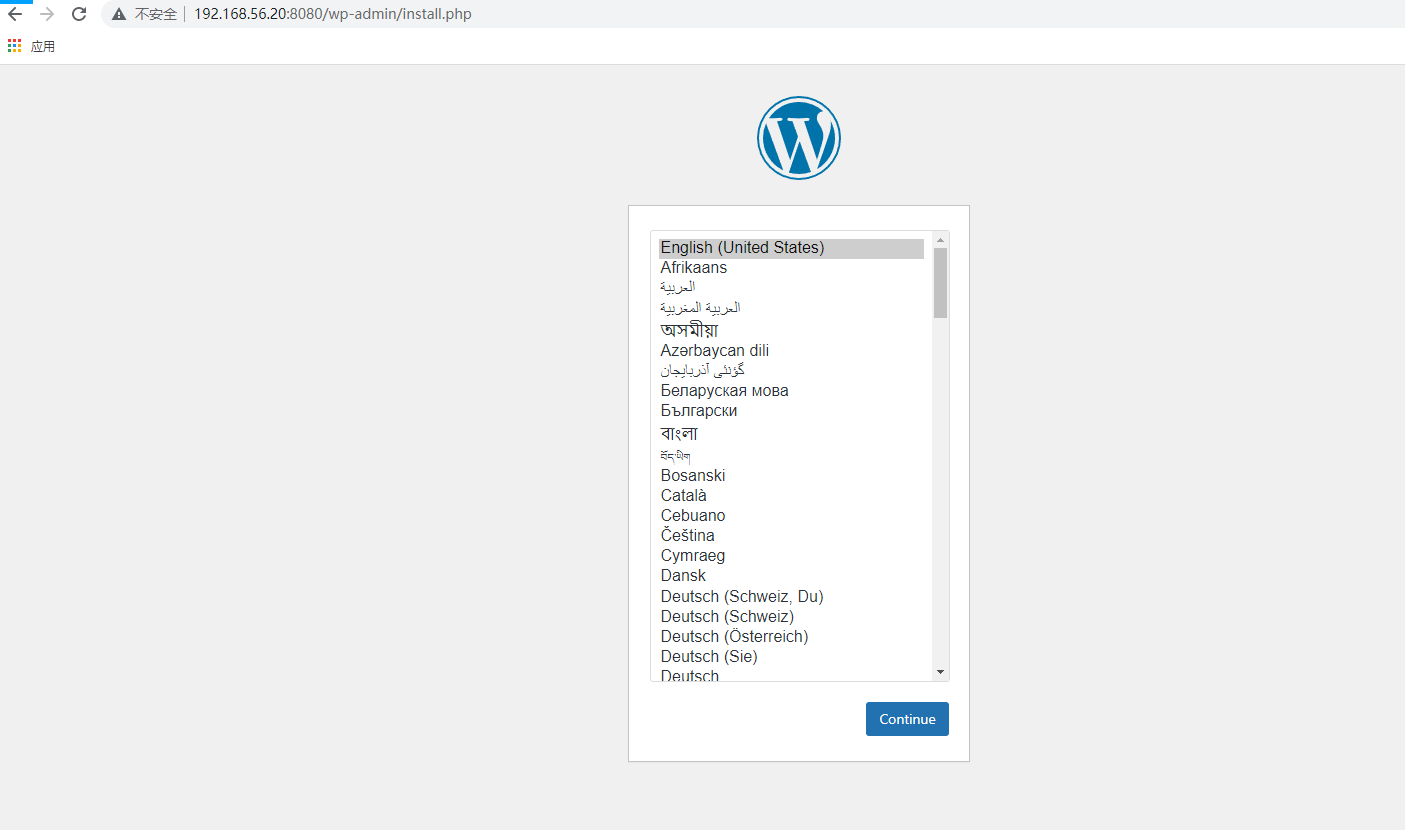 不安全 192.168.56.20:8080/wp-admin/install.php
应用
English (United States)
Afrikaans
العربية
العربية المغربية
অসমীয়া
Azərbaycan dili
گؤنئی آذربایجان
Беларуская мова
Български
বাংলা
བོད་ཡིག
Bosanski
Català
Cebuano
Čeština
Cymraeg
Dansk
Deutsch (Schweiz, Du)
Deutsch (Schweiz)
Deutsch (Österreich)
Deutsch (Sie)
Deutsch
Continue